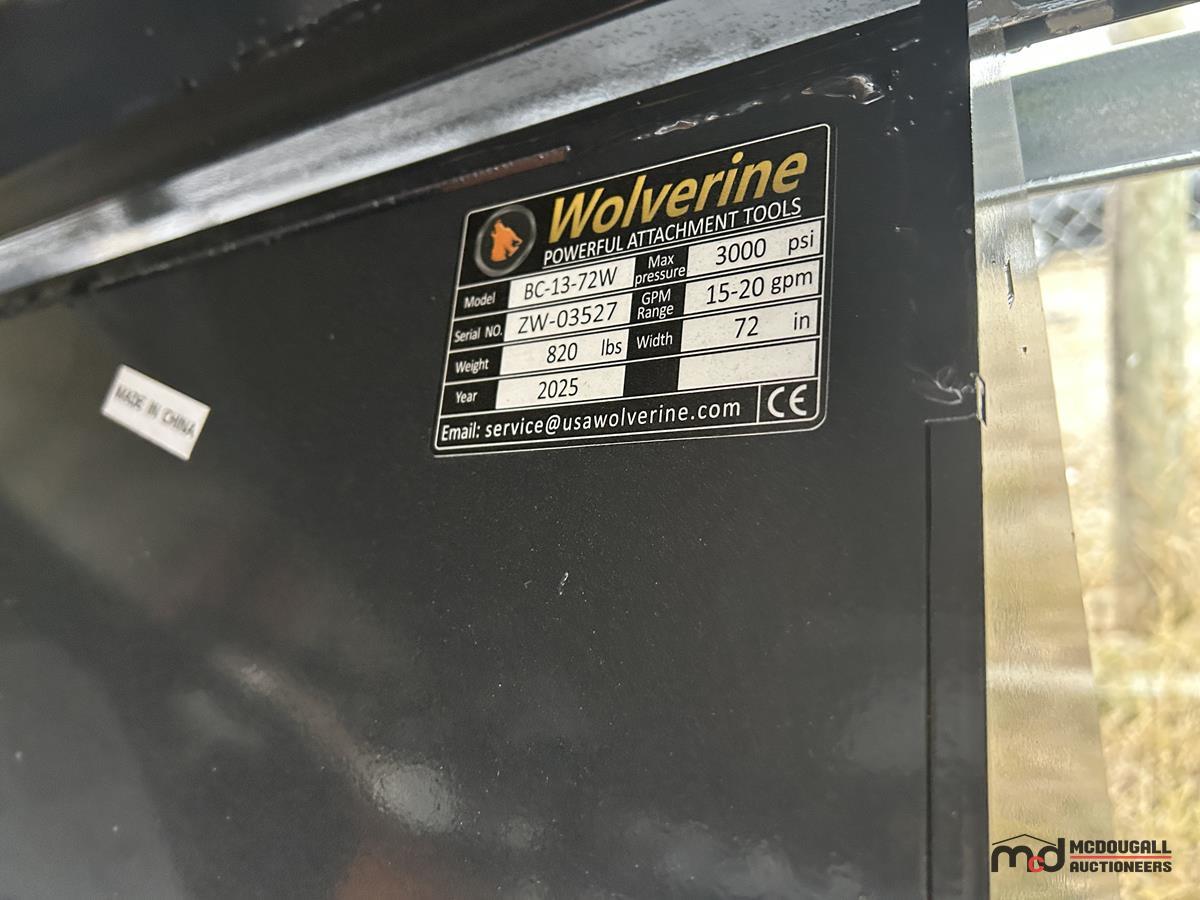 Wolverine
POWERFUL ATTACHMENT TOOLS
Model BC-13-72W Max pressure 3000 psi
Serial NO. ZW-03527 GPM Range 15-20 gpm
Weight 820 lbs Width 72 in
Year 2025
Email: service@usawolverine.com CE
MADE IN CHINA
mcd MCDOUGALL
AUCTIONEERS